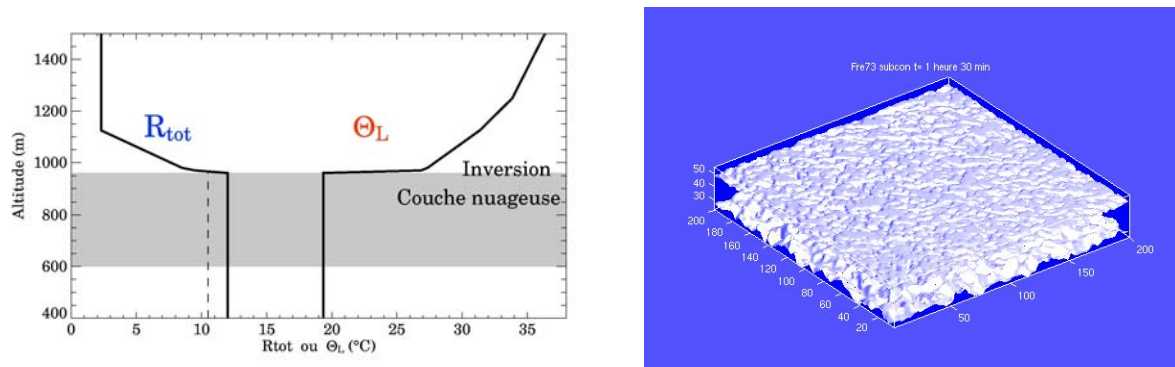 1400
1200
1000
800
600
400
Altitude (m)
R_tot
Θ_L
Inversion
Couche nuageuse
0 5 10 15 20 25 30 35
Rtot ou Θ_L (°C)
Fre73 subcon t= 1 heure 30 min
50
40
30
200
180
160
140
120
100
80
60
40
20
50
100
150
200